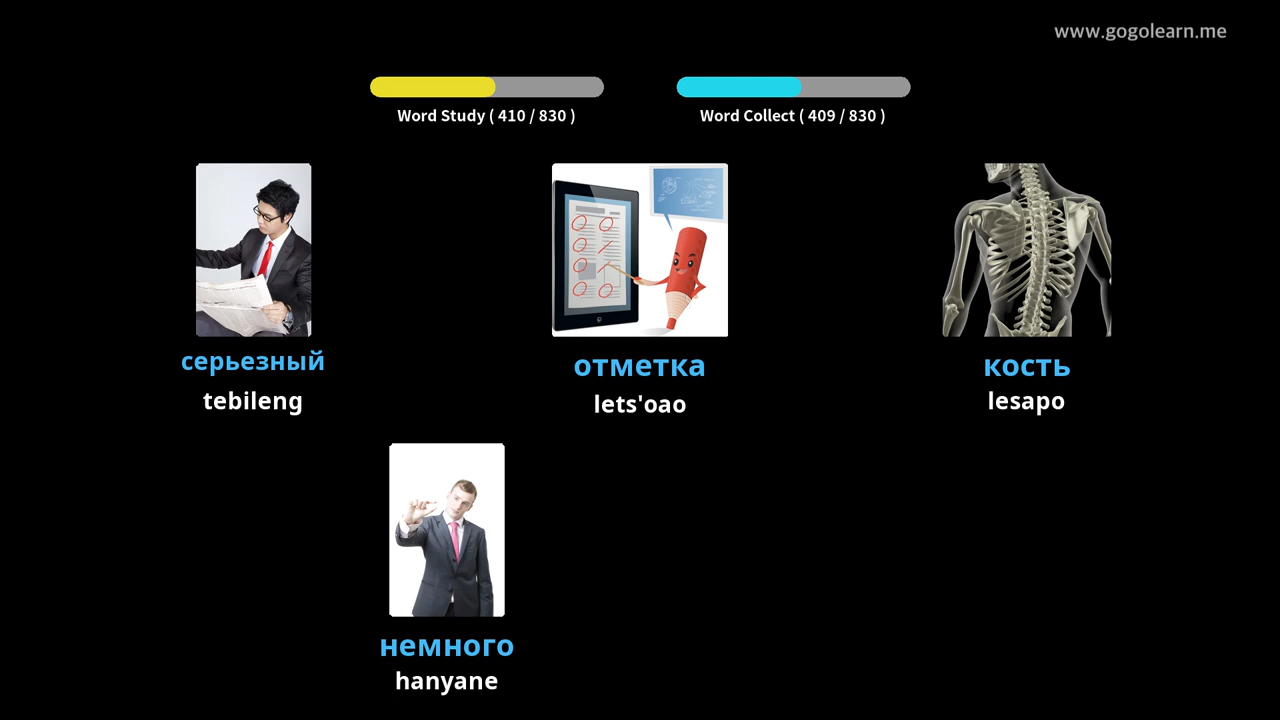 www.gogolearn.me
Word Study ( 410 / 830 )
Word Collect ( 409 / 830 )
серьезный
tebileng
отметка
lets'oao
кость
lesapo
немного
hanyane